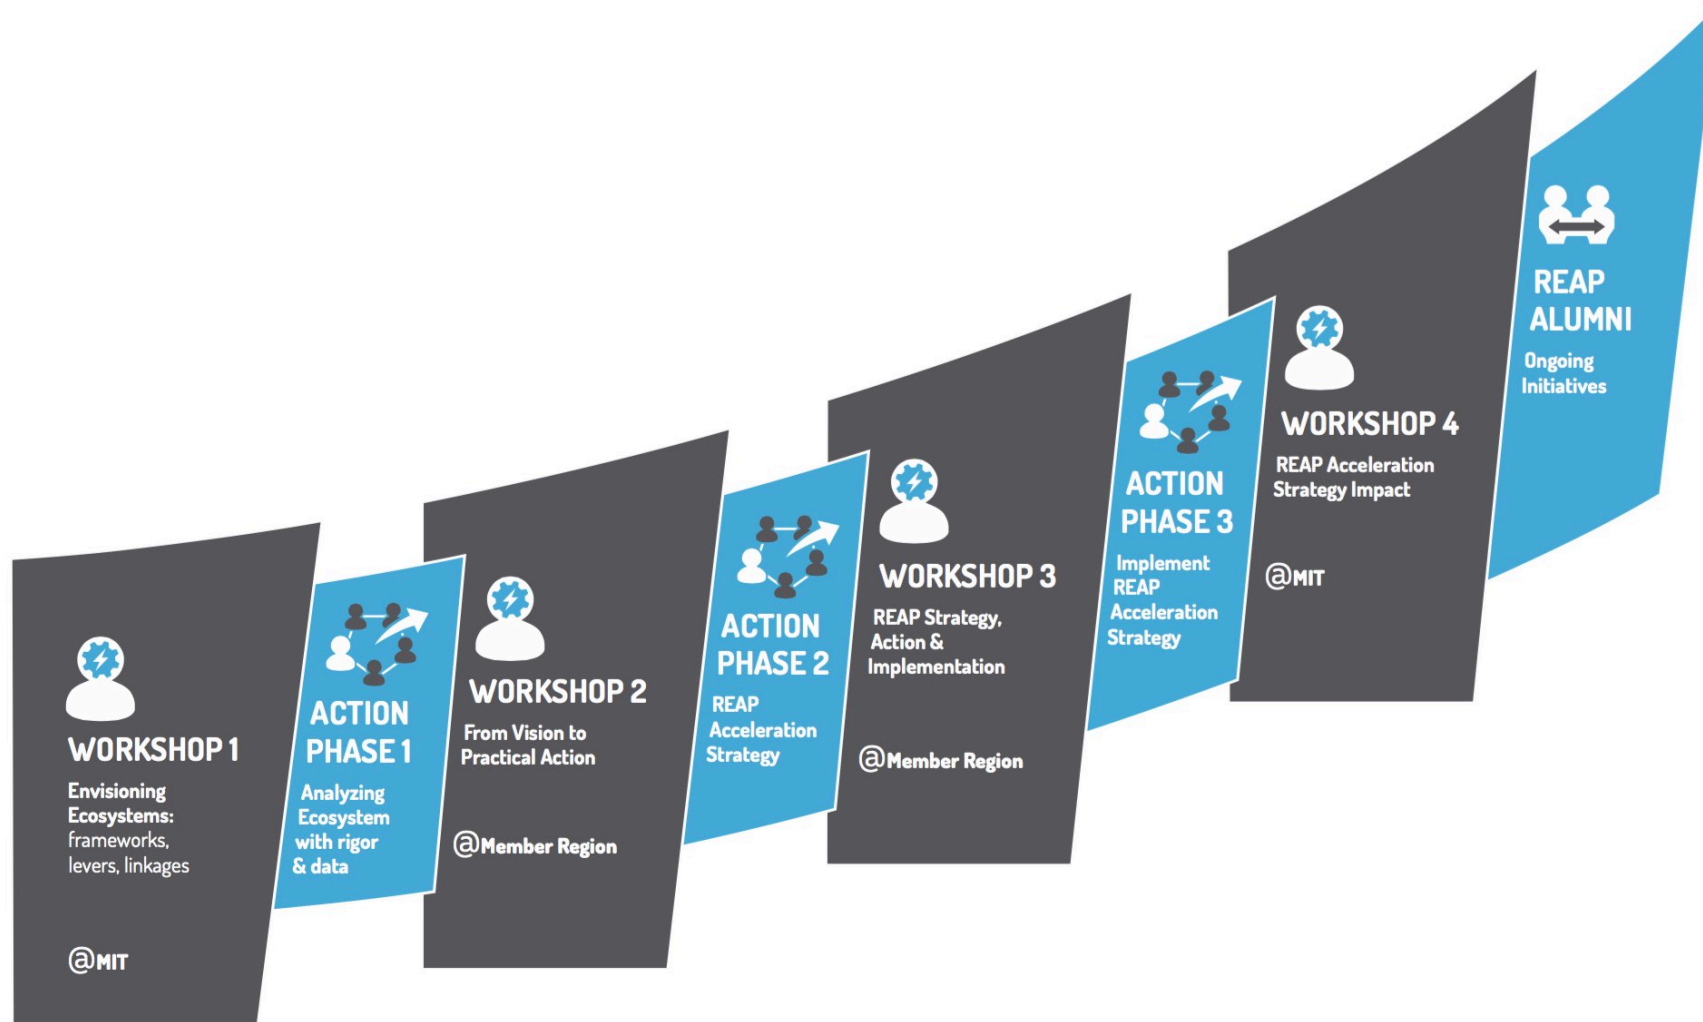 WORKSHOP 1
Envisioning
Ecosystems:
frameworks,
levers, linkages
@MIT
ACTION
PHASE 1
Analyzing
Ecosystem
with rigor
& data
WORKSHOP 2
From Vision to
Practical Action
@Member Region
ACTION
PHASE 2
REAP
Acceleration
Strategy
WORKSHOP 3
REAP Strategy,
Action &
Implementation
@Member Region
ACTION
PHASE 3
Implement
REAP
Acceleration
Strategy
WORKSHOP 4
REAP Acceleration
Strategy Impact
@MIT
REAP
ALUMNI
Ongoing
Initiatives